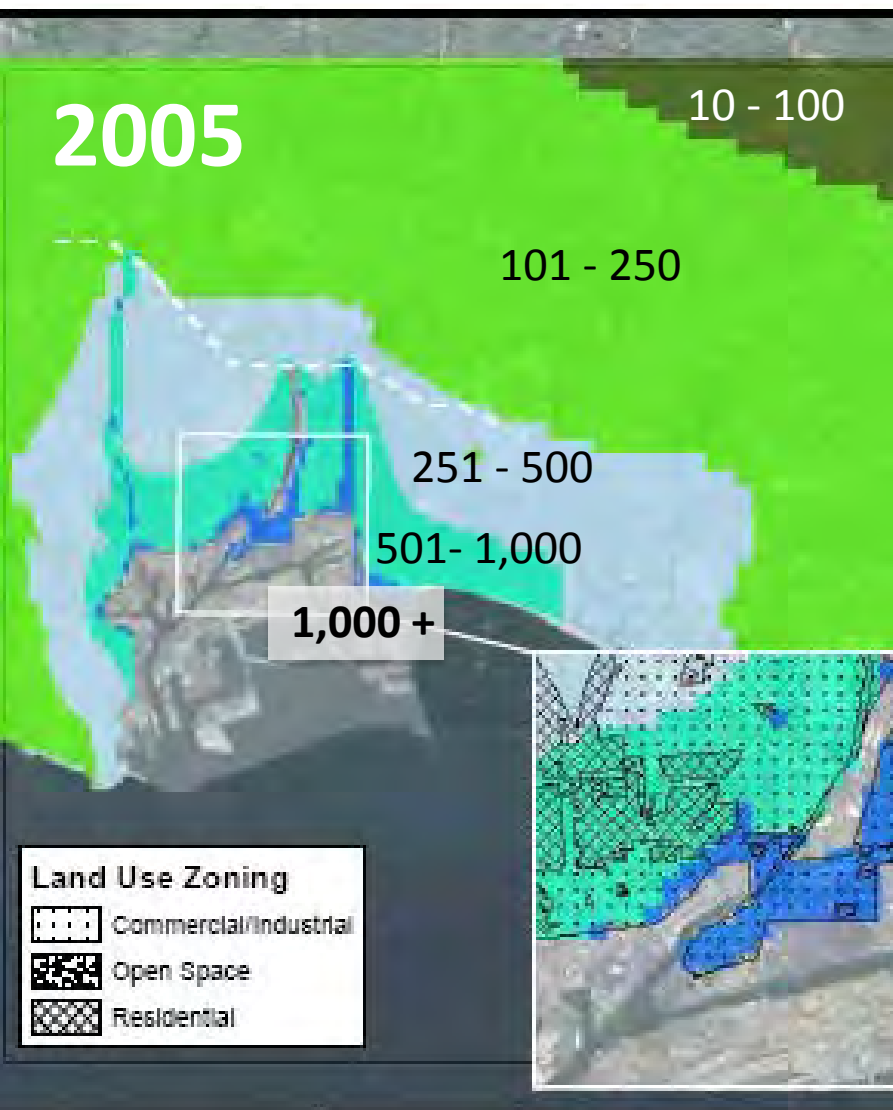 2005
10 - 100
101 - 250
251 - 500
501- 1,000
1,000 +
Land Use Zoning
Commercial/Industrial
Open Space
Residential